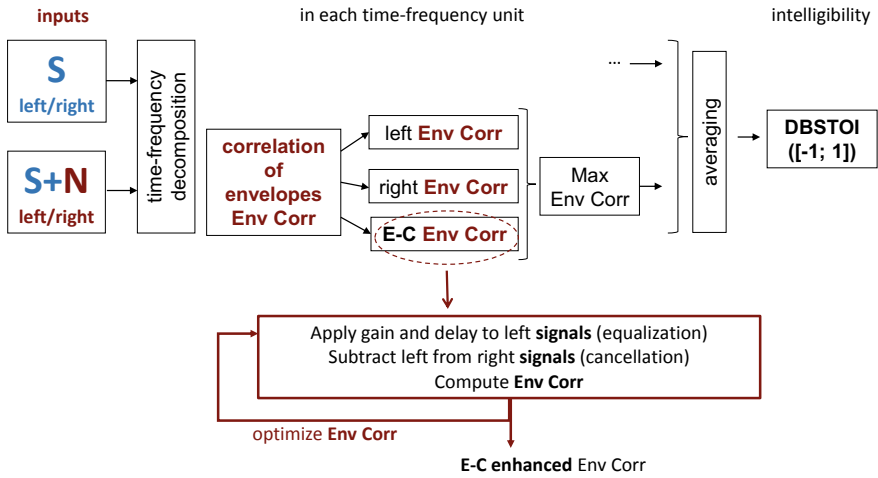 inputs
in each time-frequency unit
intelligibility
S
left/right
S+N
left/right
time-frequency
decomposition
correlation
of
envelopes
Env Corr
left Env Corr
right Env Corr
E-C Env Corr
Max
Env Corr
...
averaging
DBSTOI
([-1; 1])
Apply gain and delay to left signals (equalization)
Subtract left from right signals (cancellation)
Compute Env Corr
optimize Env Corr
E-C enhanced Env Corr